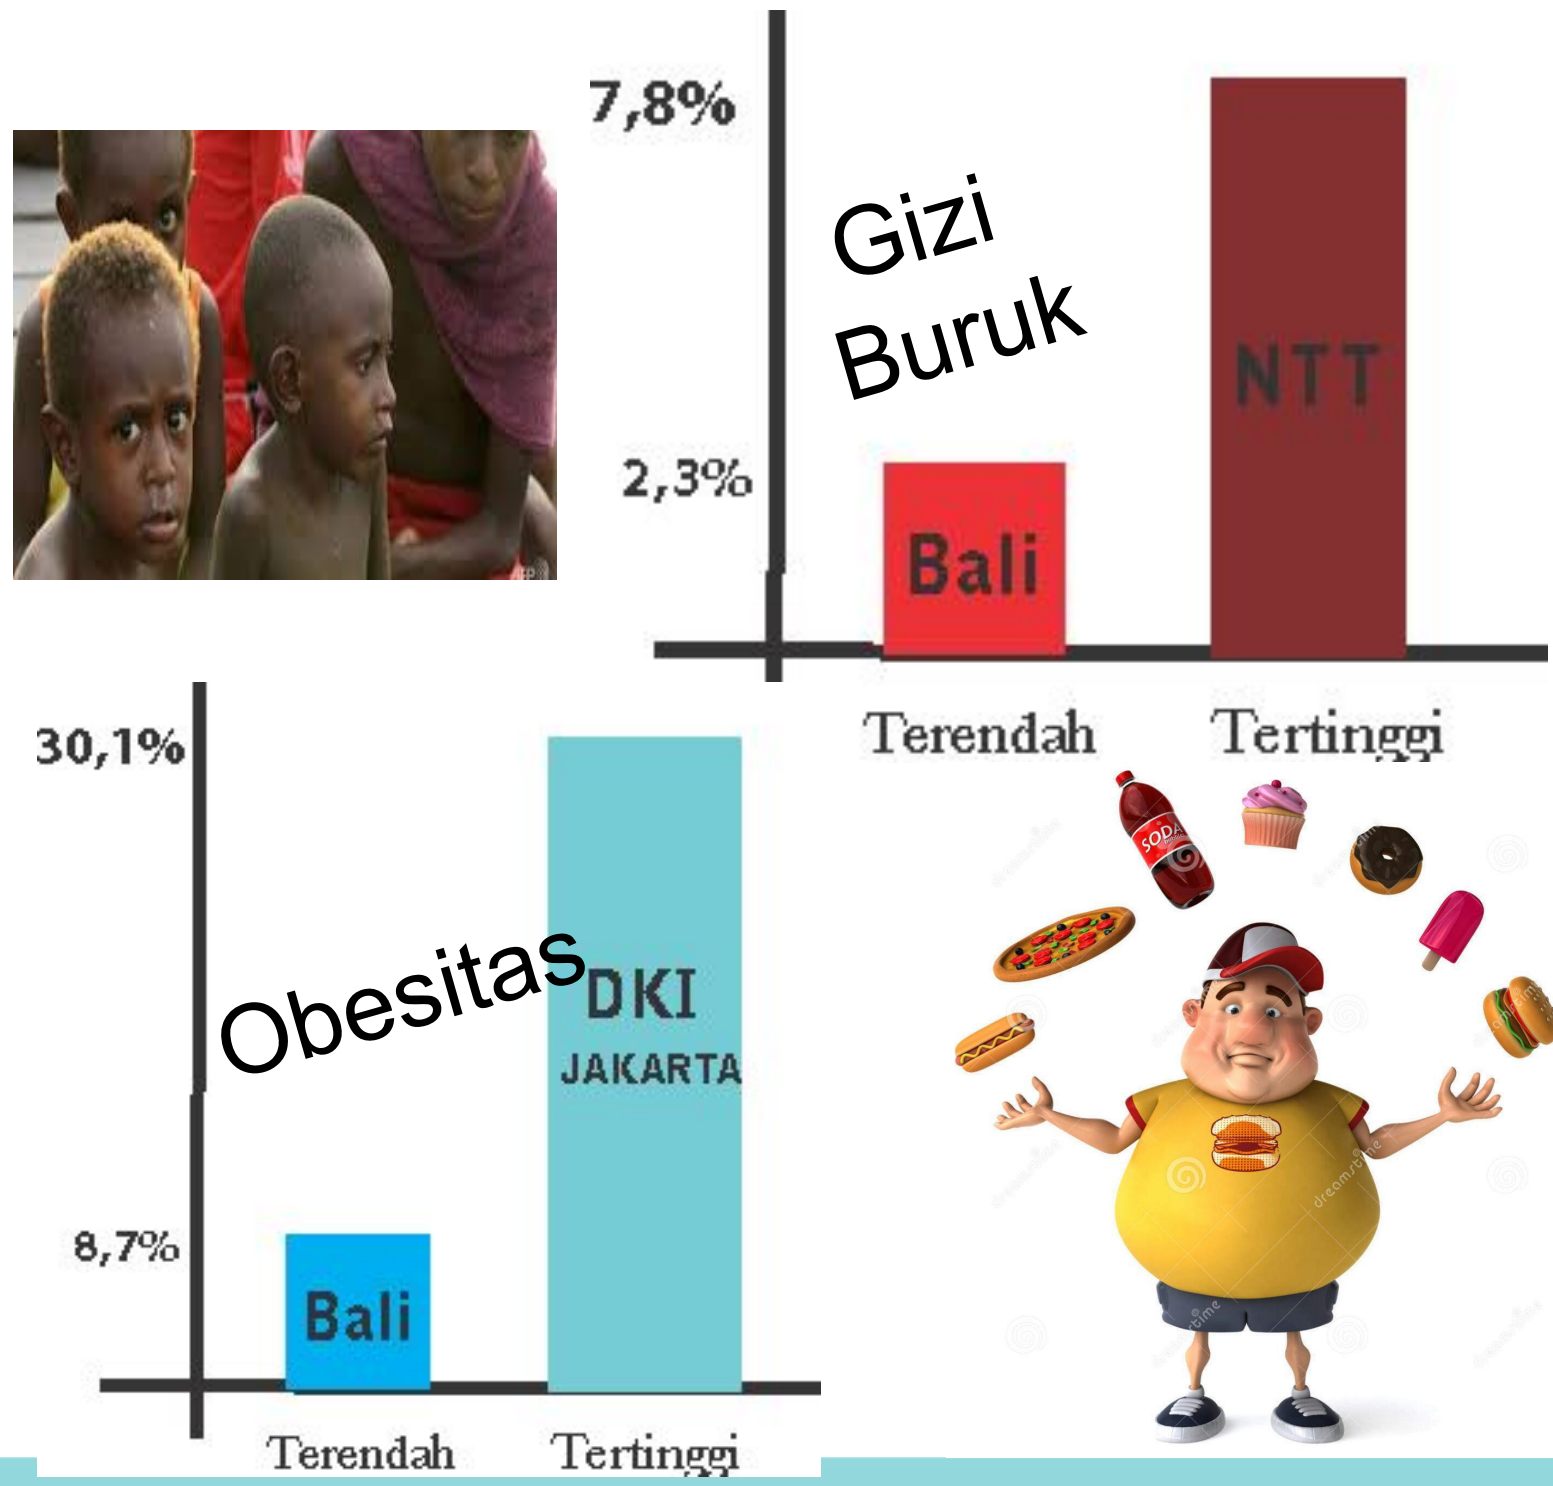 7,8%
Gizi
Buruk
NTT
2,3%
Bali
Terendah Tertinggi
30,1%
Obesitas
DKI
JAKARTA
8,7%
Bali
Terendah Tertinggi
SODA
dreamstime